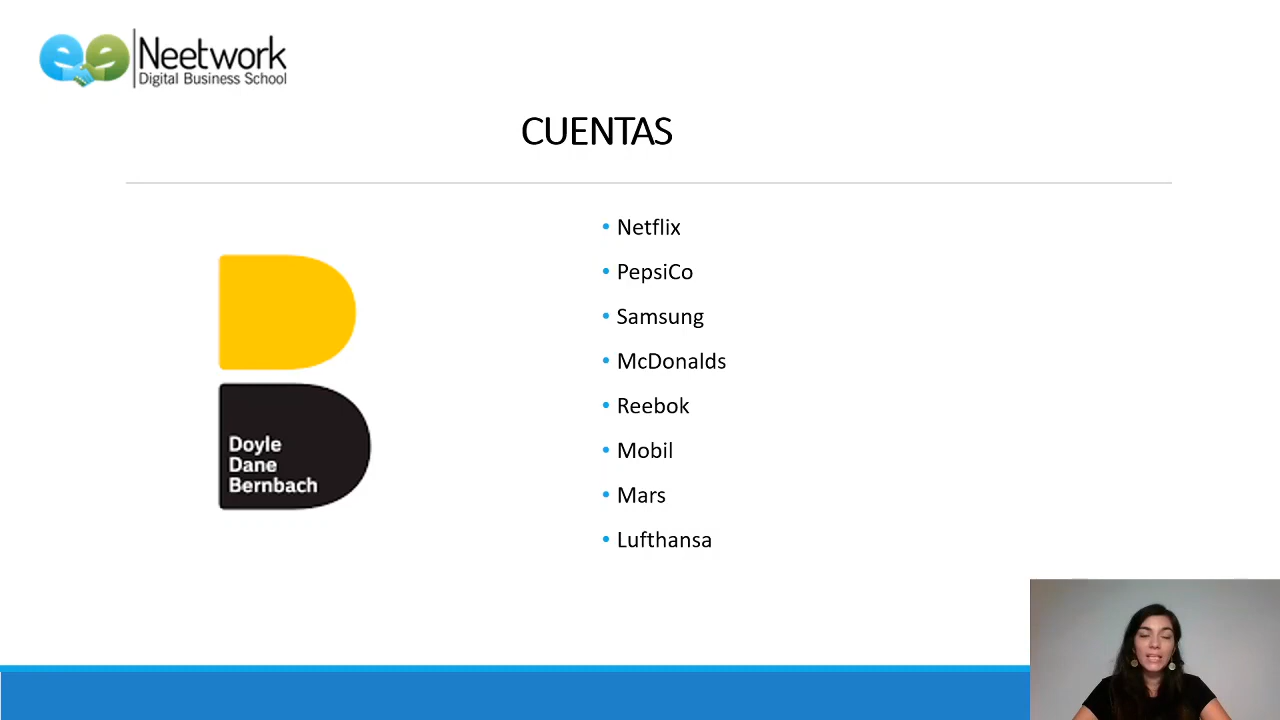 Neetwork
Digital Business School
CUENTAS
• Netflix
• PepsiCo
• Samsung
• McDonalds
• Reebok
• Mobil
• Mars
• Lufthansa
Doyle
Dane
Bernbach